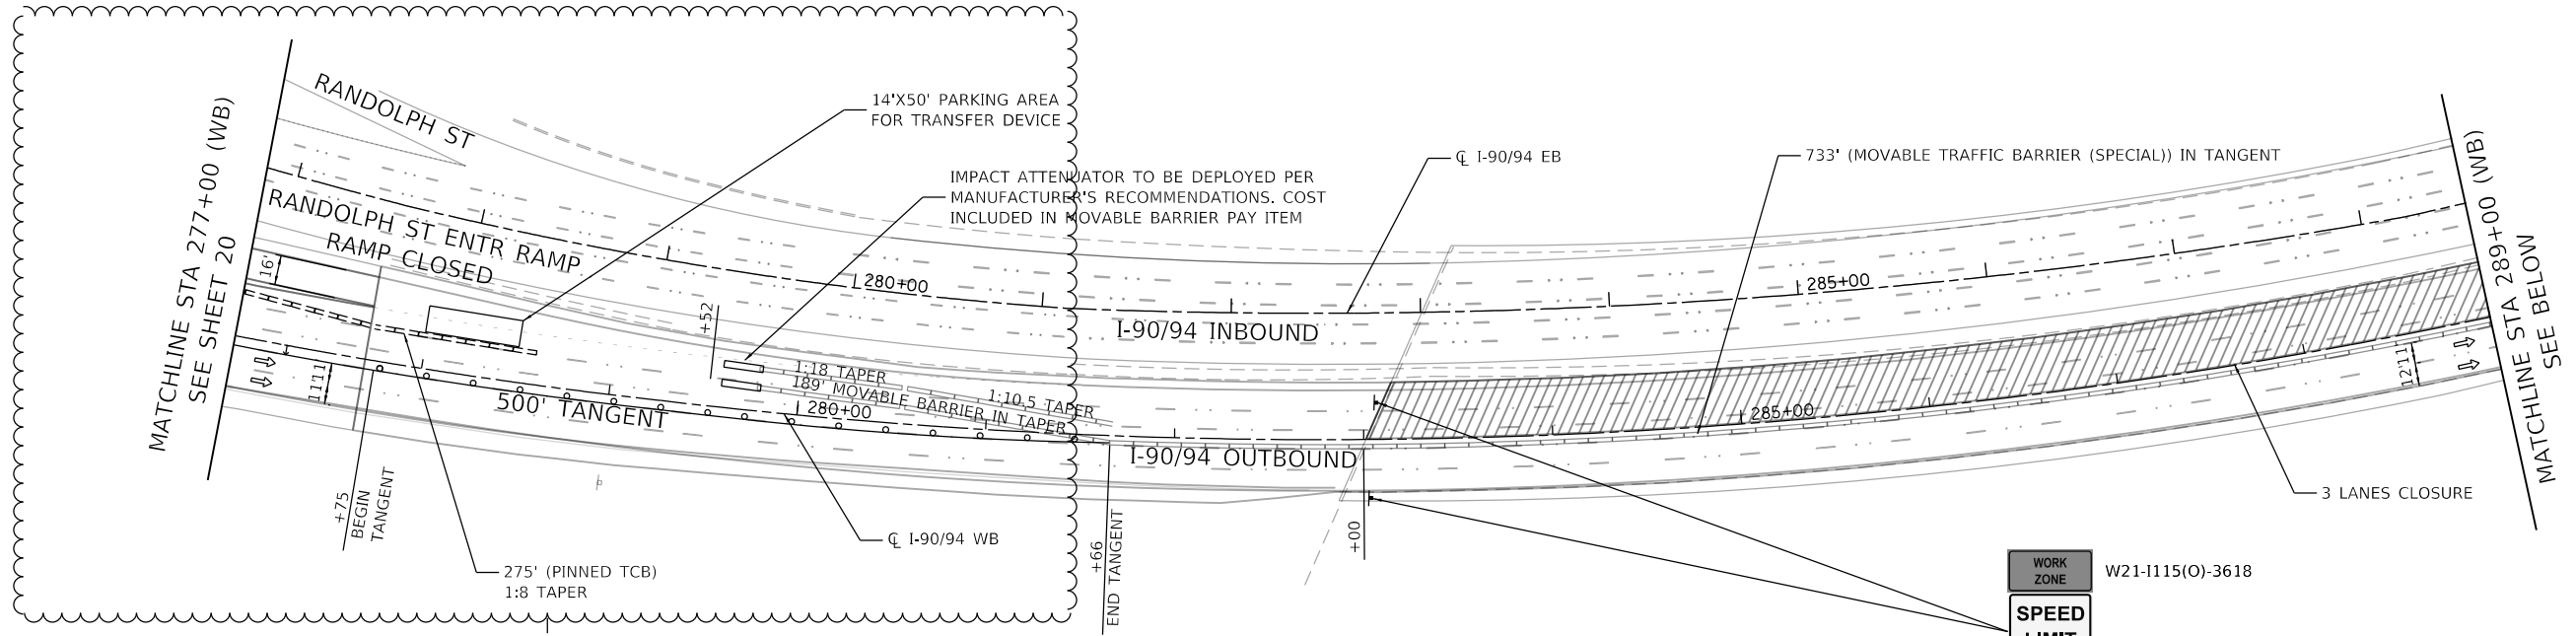 MATCHLINE STA 277+00 (WB)
SEE SHEET 20
RANDOLPH ST
RANDOLPH ST ENTR RAMP
RAMP CLOSED
16'
11'11
14'X50' PARKING AREA
FOR TRANSFER DEVICE
IMPACT ATTENUATOR TO BE DEPLOYED PER
MANUFACTURER'S RECOMMENDATIONS. COST
INCLUDED IN MOVABLE BARRIER PAY ITEM
℄ I-90/94 EB
733' (MOVABLE TRAFFIC BARRIER (SPECIAL)) IN TANGENT
280+00
285+00
I-90/94 INBOUND
+52
1:18 TAPER
189' MOVABLE BARRIER IN TAPER
1:10.5 TAPER
280+00
285+00
500' TANGENT
I-90/94 OUTBOUND
12'11
+75
BEGIN
TANGENT
275' (PINNED TCB)
1:8 TAPER
℄ I-90/94 WB
+66
END TANGENT
+00
3 LANES CLOSURE
MATCHLINE STA 289+00 (WB)
SEE BELOW
WORK
ZONE
W21-I115(O)-3618
SPEED
LIMIT